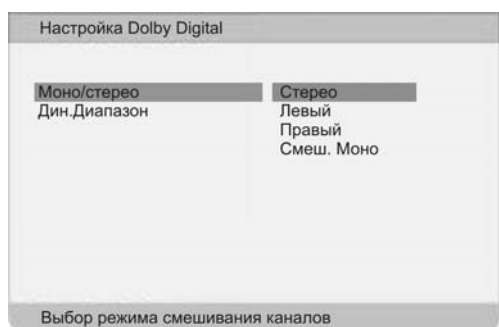 Настройка Dolby Digital
Моно/стерео
Стерео
Дин.Диапазон
Левый
Правый
Смеш. Моно
Выбор режима смешивания каналов